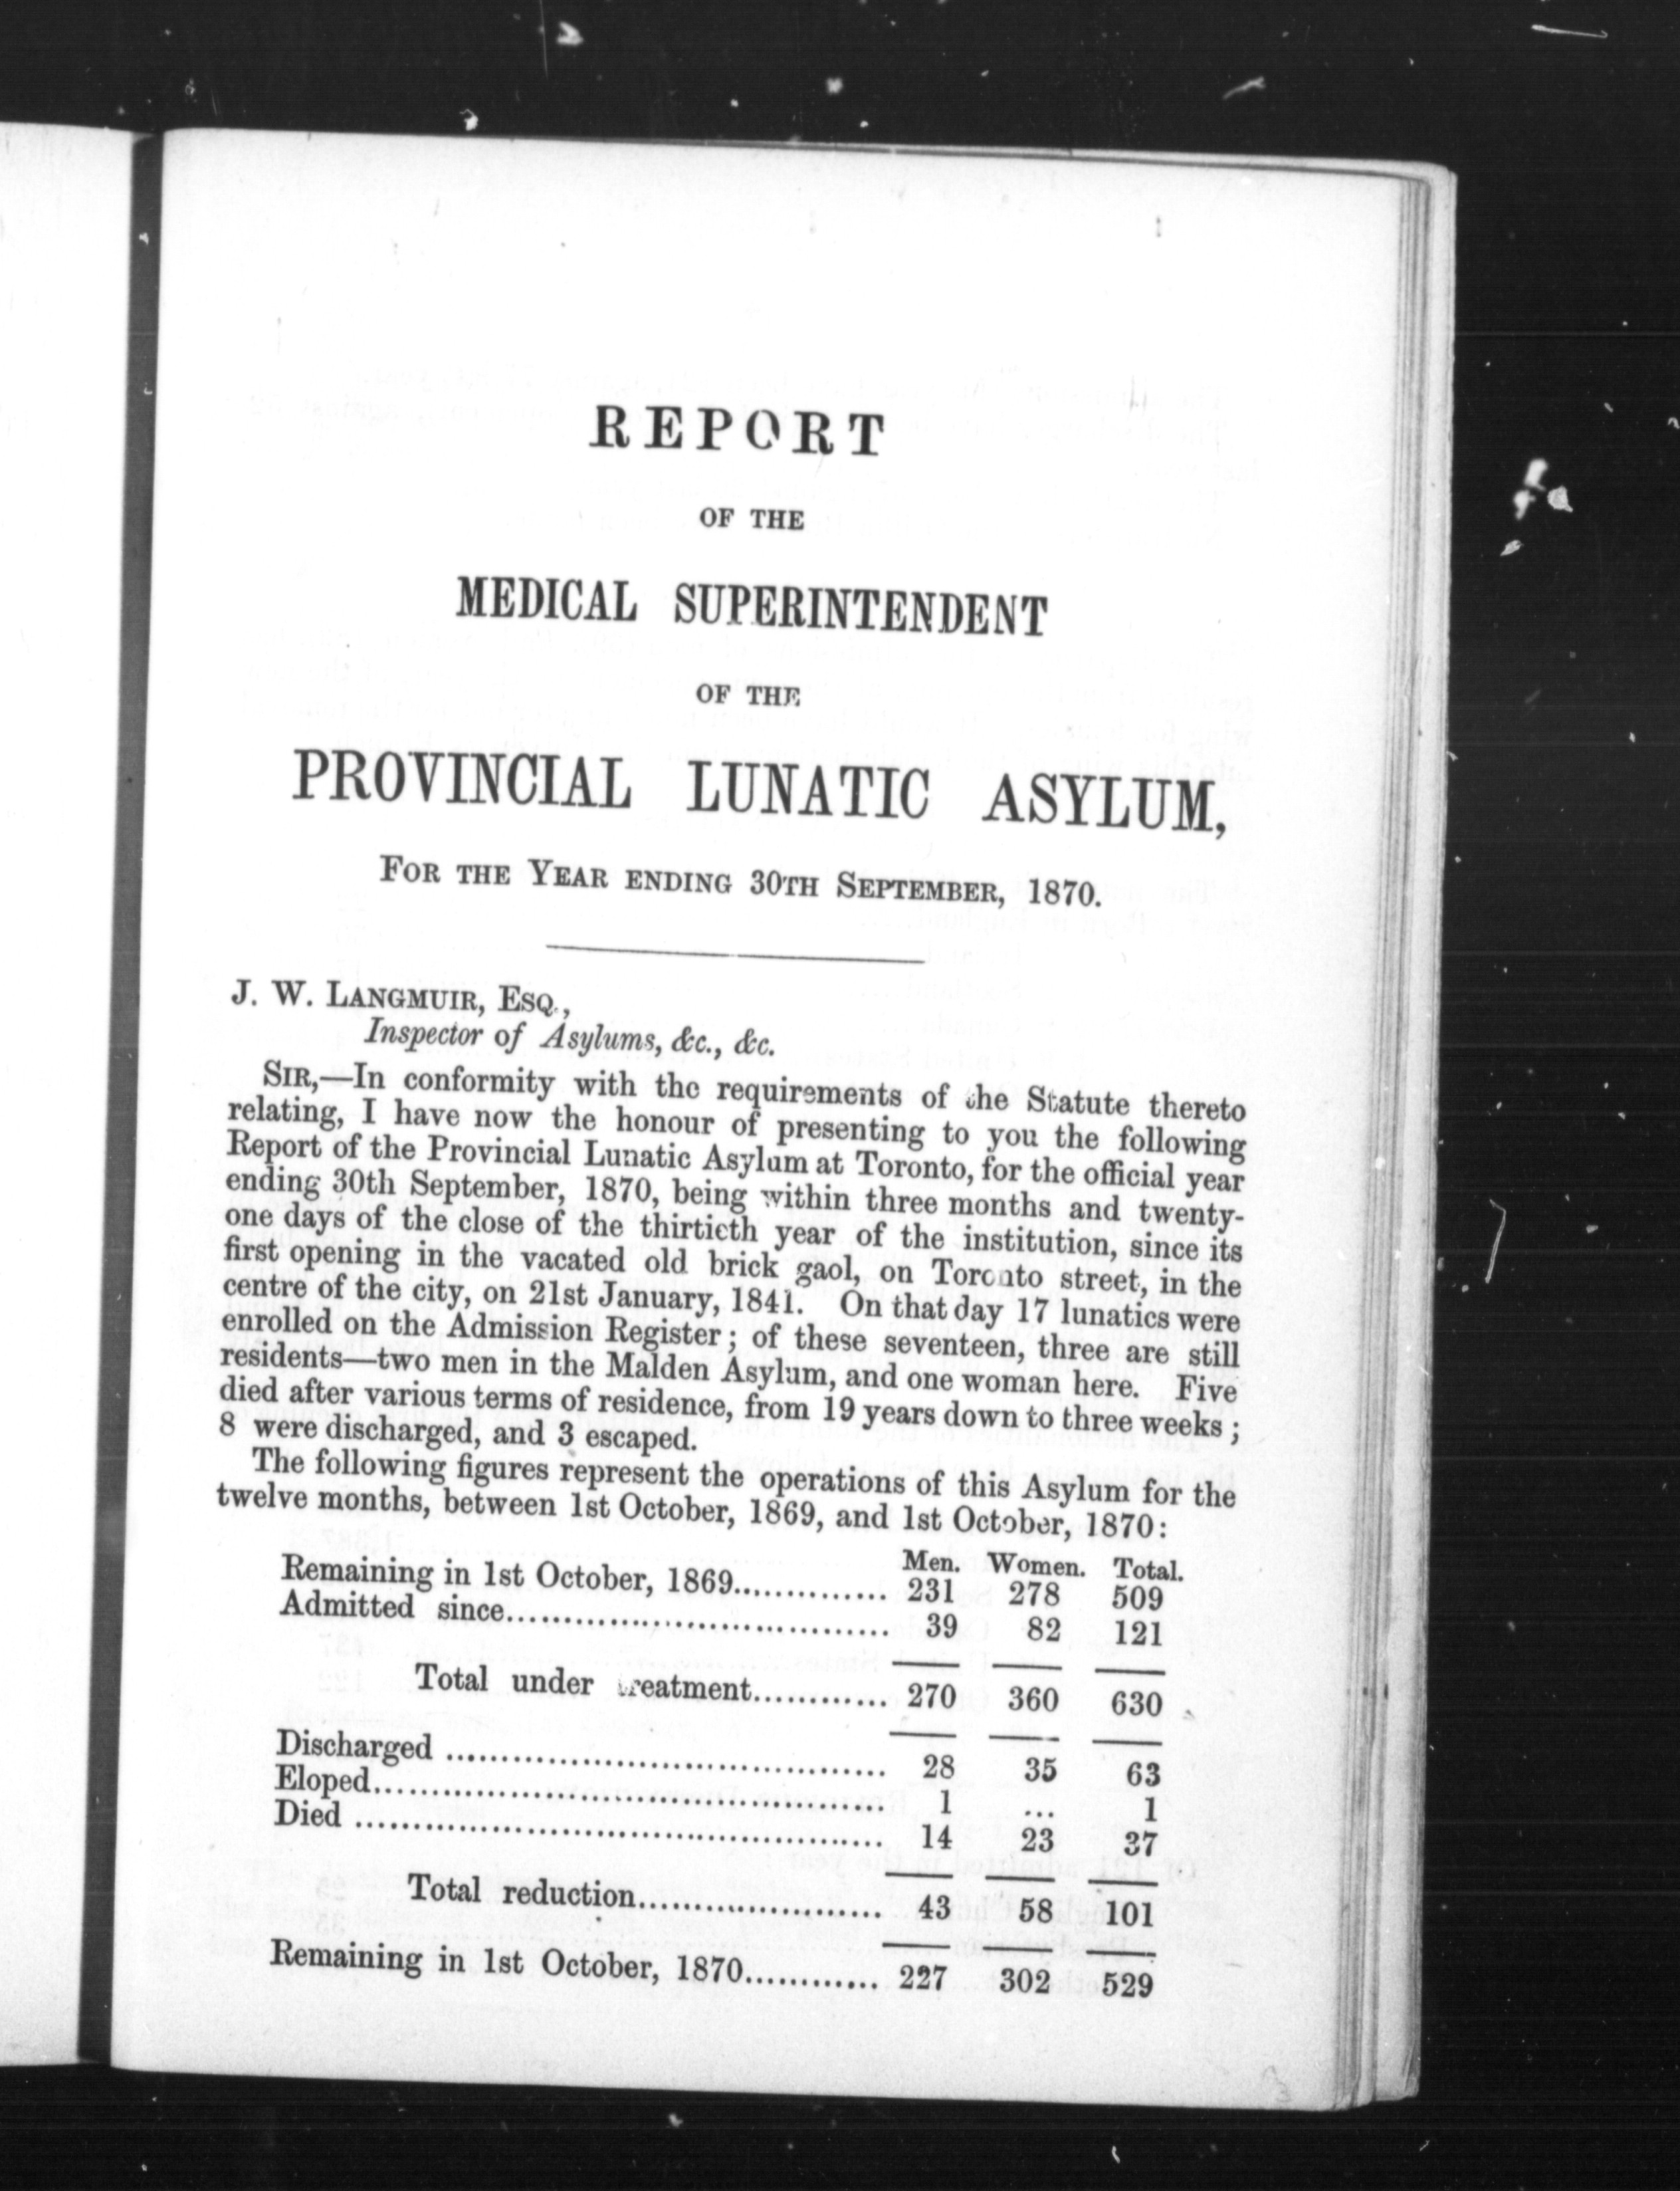 REPORT
OF THE
MEDICAL SUPERINTENDENT
OF THE
PROVINCIAL LUNATIC ASYLUM,
FOR THE YEAR ENDING 30TH SEPTEMBER, 1870.
J. W. LANGMUIR, ESQ.,
Inspector of Asylums, &c., &c.
SIR,—In conformity with the requirements of the Statute thereto
relating, I have now the honour of presenting to you the following
Report of the Provincial Lunatic Asylum at Toronto, for the official year
ending 30th September, 1870, being within three months and twenty-
one days of the close of the thirtieth year of the institution, since its
first opening in the vacated old brick gaol, on Toronto street, in the
centre of the city, on 21st January, 1841. On that day 17 lunatics were
enrolled on the Admission Register; of these seventeen, three are still
residents—two men in the Malden Asylum, and one woman here. Five
died after various terms of residence, from 19 years down to three weeks;
8 were discharged, and 3 escaped.
The following figures represent the operations of this Asylum for the
twelve months, between 1st October, 1869, and 1st October, 1870:
Men. Women. Total.
Remaining in 1st October, 1869.............. 231 278 509
Admitted since................................... 39 82 121
Total under treatment............ 270 360 630
Discharged ........................................ 28 35 63
Eloped.............................................. 1 ... 1
Died ................................................ 14 23 37
Total reduction...................... 43 58 101
Remaining in 1st October, 1870............ 227 302 529